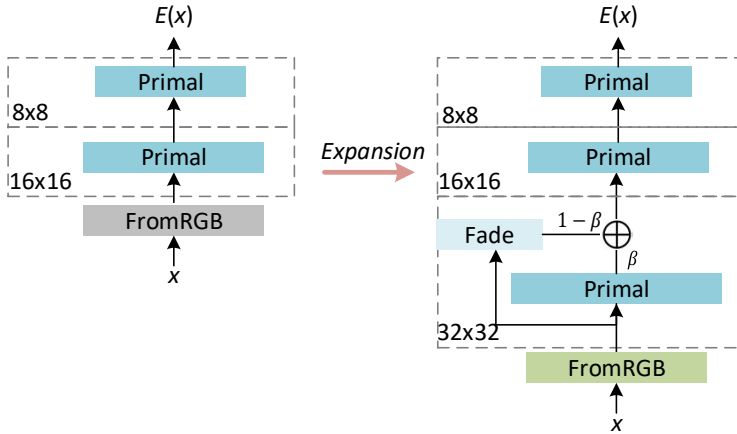 E(x)
Primal
8x8
Primal
16x16
FromRGB
x
Expansion
E(x)
Primal
8x8
Primal
16x16
Fade
1 − β
β
Primal
32x32
FromRGB
x